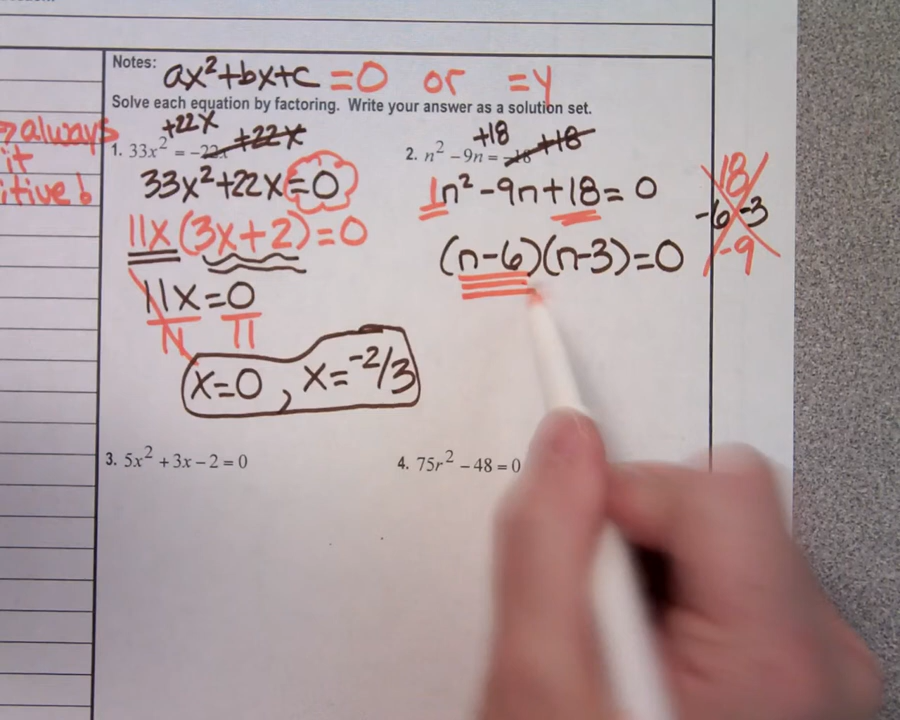 Notes:
ax²+bx+c =0 or =y
Solve each equation by factoring. Write your answer as a solution set.
always
it
itive!
+22x +22x
1. 33x² = -22x
33x²+22x=0
11x(3x+2)=0
11x=0
11 11
x=0, x=-2/3
+18 +18
2. n² - 9n = -18
1n²-9n+18=0
(n-6)(n-3)=0
18
-6 -3
-9
3. 5x² + 3x - 2 = 0
4. 75r² - 48 = 0